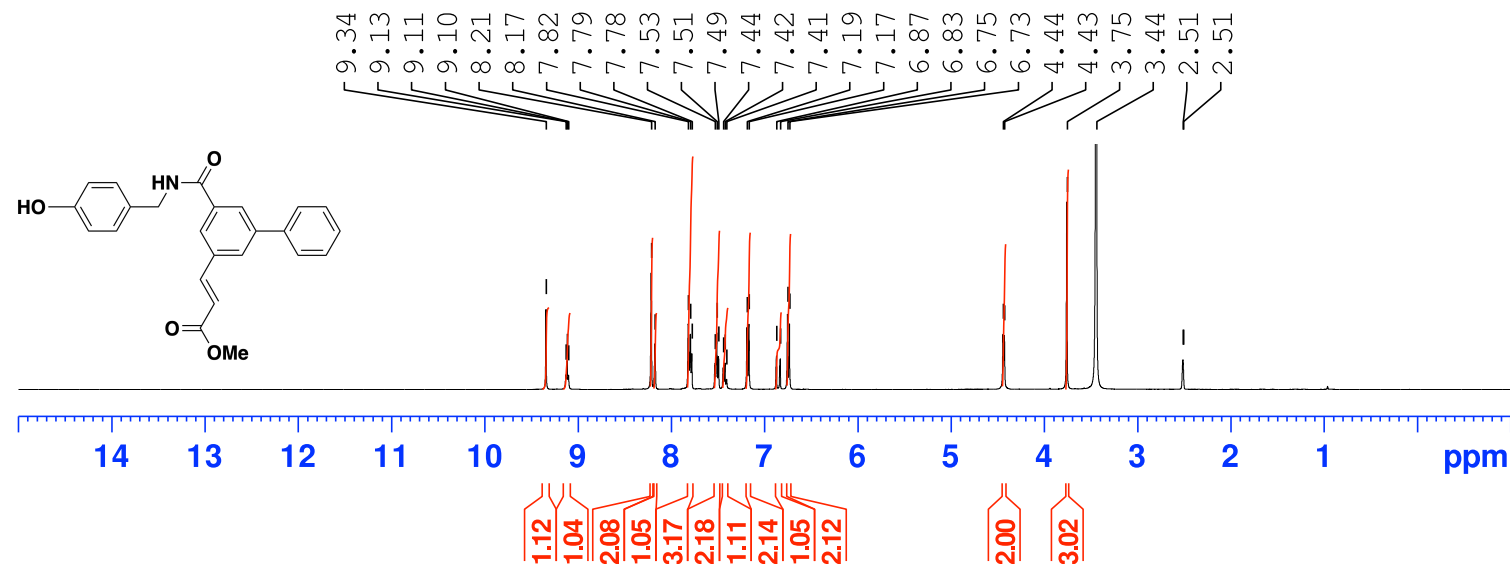 9.34 9.13 9.11 9.10 8.21 8.17 7.82 7.79 7.78 7.53 7.51 7.49 7.44 7.42 7.41 7.19 7.17 6.87 6.83 6.75 6.73 4.44 4.43 3.75 3.44 2.51 2.51
O
HN
HO
O
OMe
14 13 12 11 10 9 8 7 6 5 4 3 2 1 ppm
1.12 1.04 2.08 1.05 3.17 2.18 1.11 2.14 1.05 2.12 2.00 3.02